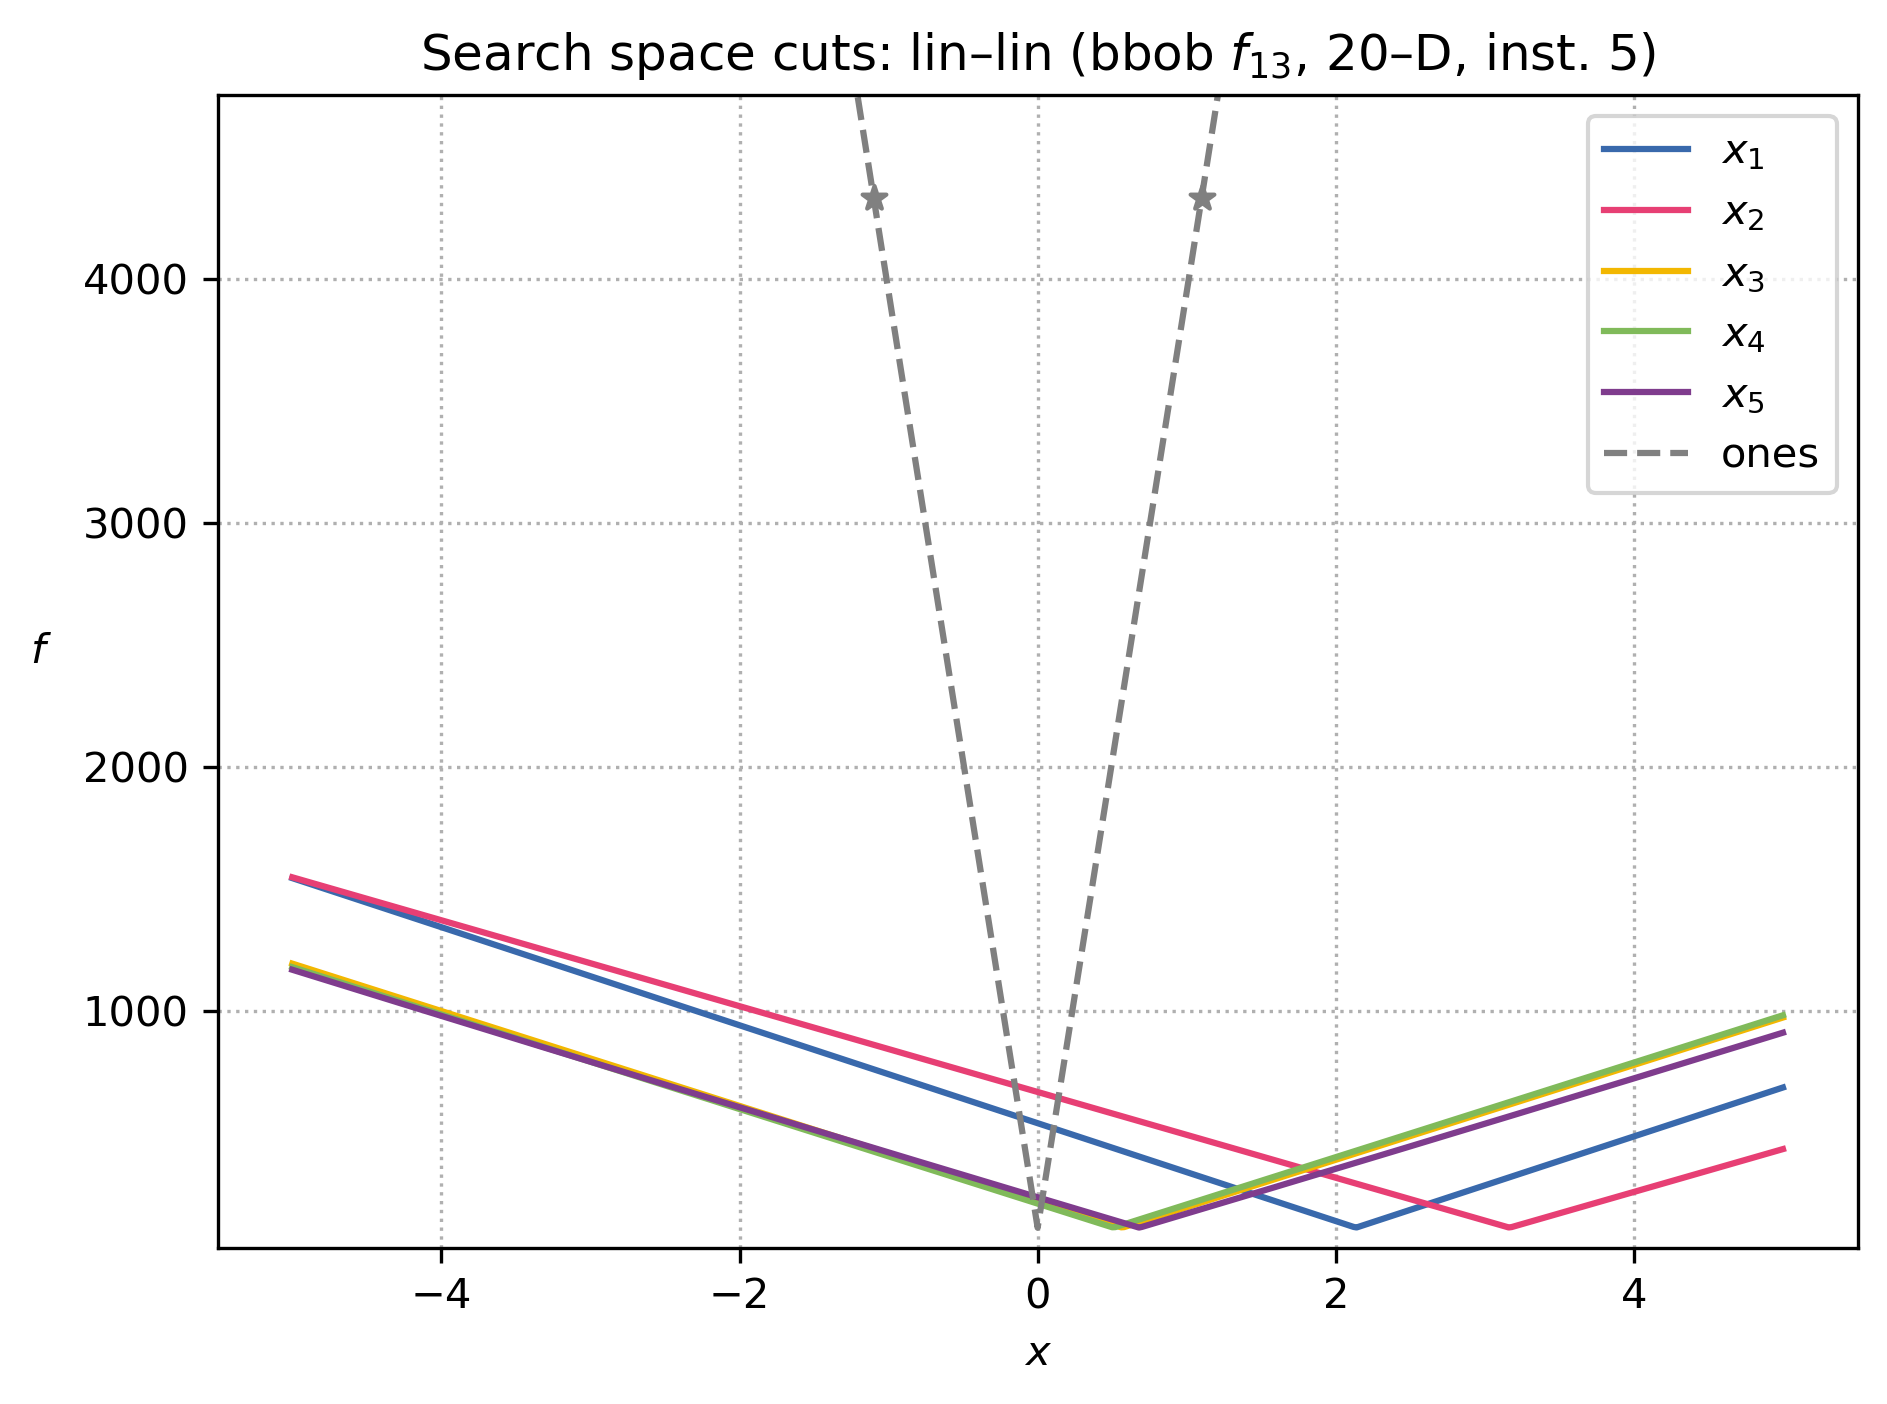 Search space cuts: lin–lin (bbob f₁₃, 20–D, inst. 5)
x₁
x₂
x₃
x₄
x₅
ones
4000
3000
2000
1000
f
−4 −2 0 2 4
x